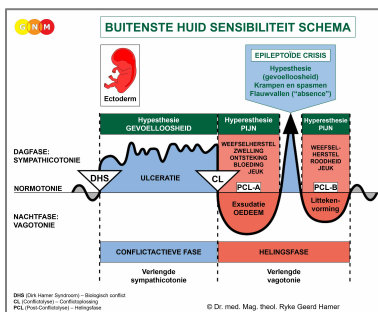 GNM
BUITENSTE HUID SENSIBILITEIT SCHEMA
Ectoderm
EPILEPTOÏDE CRISIS
Hypesthesie
(gevoelloosheid)
Krampen en spasmen
Flauwvallen ("absence")
Hypesthesie
GEVOELLOOSHEID
Hyperesthesie
PIJN
Hyperesthesie
PIJN
DAGFASE:
SYMPATHICOTONIE
WEEFSELHERSTEL
ZWELLING
ONTSTEKING
BLOEDING
JEUK
WEEFSEL-
HERSTEL
ROODHEID
JEUK
DHS
ULCERATIE
CL
PCL-A
PCL-B
NORMOTONIE
NACHTFASE:
VAGOTONIE
Exsudatie
OEDEEM
Litteken-
vorming
CONFLICTACTIEVE FASE
HELINGSFASE
Verlengde
sympathicotonie
Verlengde
vagotonie
DHS (Dirk Hamer Syndroom) – Biologisch conflict
CL (Conflictolyse) – Conflictoplossing
PCL (Post-Conflictolyse) – Helingsfase
© Dr. med. Mag. theol. Ryke Geerd Hamer